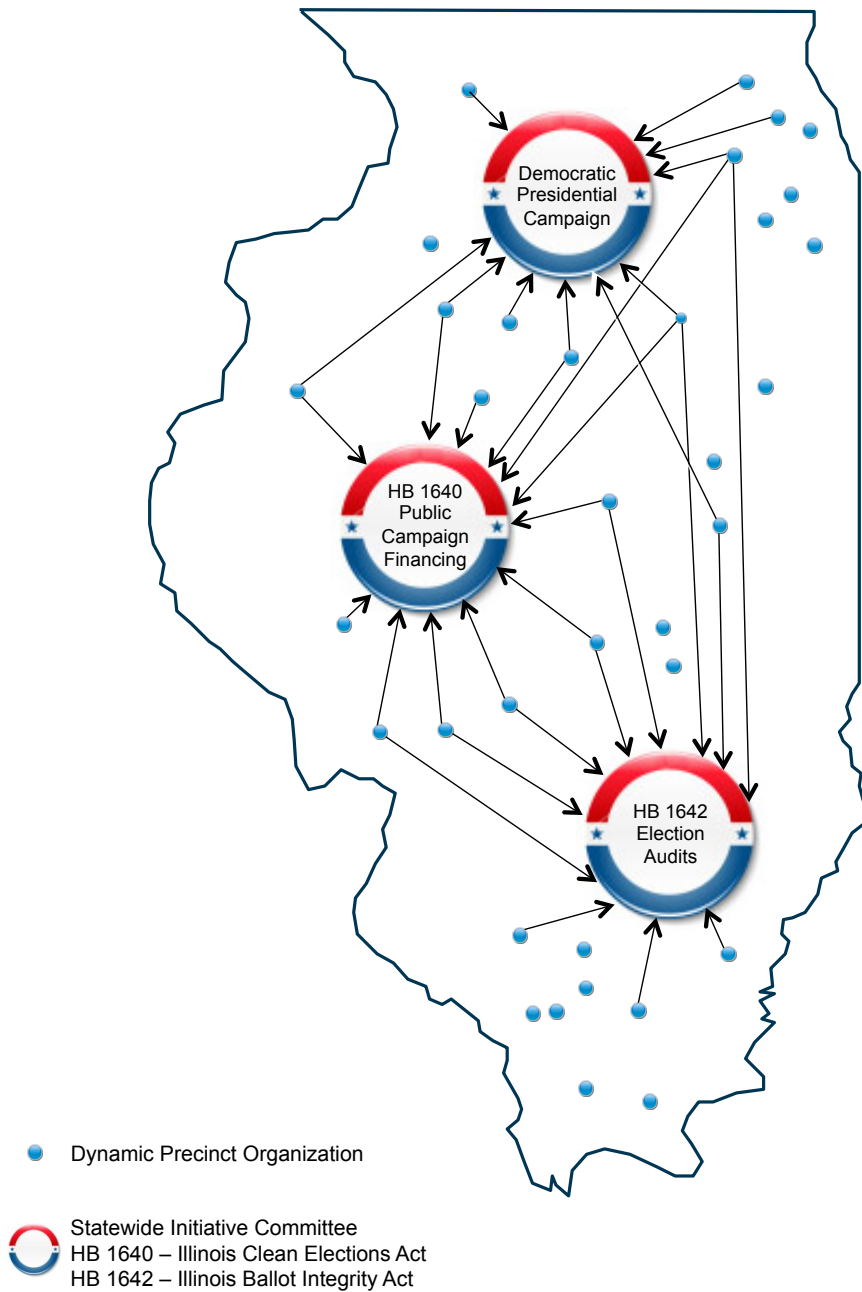 Democratic
Presidential
Campaign
HB 1640
Public
Campaign
Financing
HB 1642
Election
Audits
Dynamic Precinct Organization
Statewide Initiative Committee
HB 1640 – Illinois Clean Elections Act
HB 1642 – Illinois Ballot Integrity Act